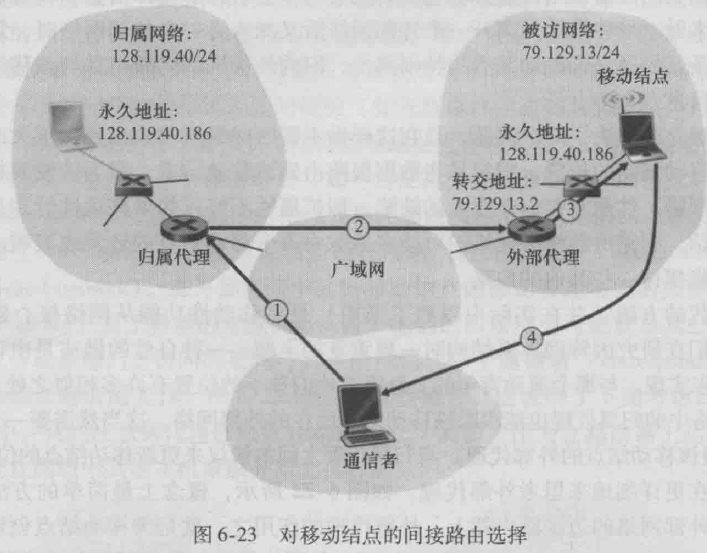 归属网络：
128.119.40/24
被访网络：
79.129.13/24
移动结点
永久地址：
128.119.40.186
永久地址：
128.119.40.186
转交地址：
79.129.13.2
③
②
归属代理
广域网
外部代理
①
④
通信者
图 6-23 对移动结点的间接路由选择